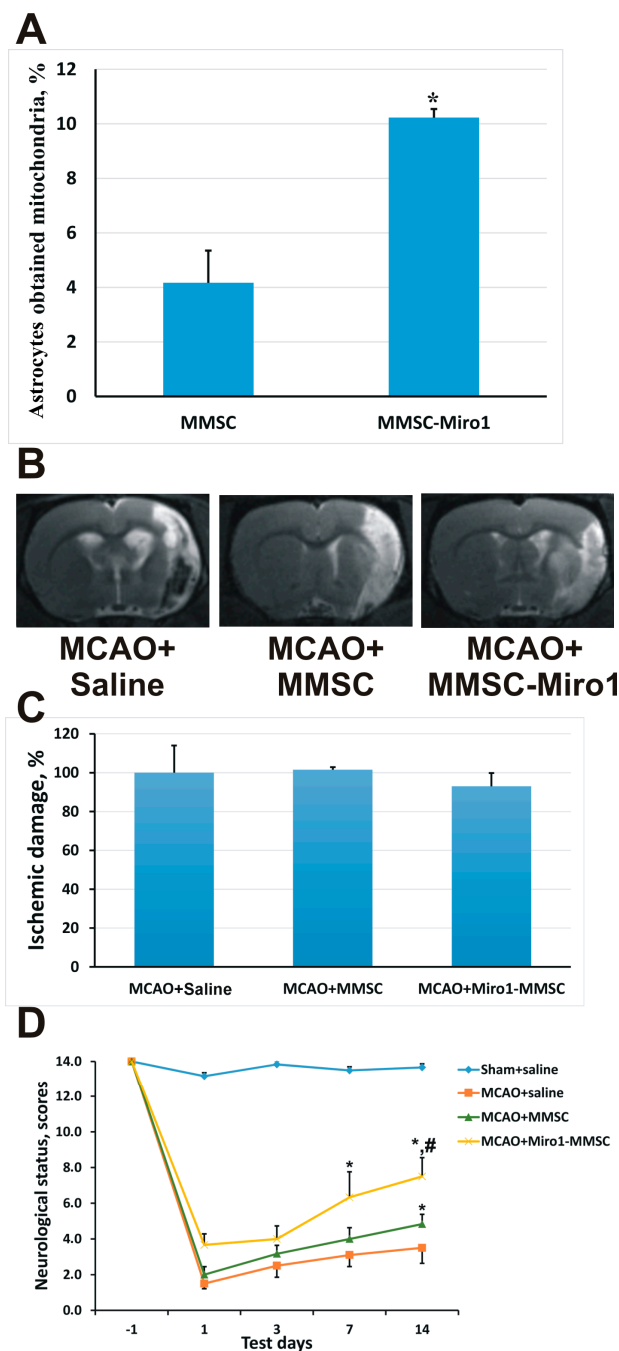 A
Astrocytes obtained mitochondria, %
12
10
8
6
4
2
0
*
MMSC
MMSC-Miro1
B
MCAO+
Saline
MCAO+
MMSC
MCAO+
MMSC-Miro1
C
Ischemic damage, %
120
100
80
60
40
20
0
MCAO+Saline
MCAO+MMSC
MCAO+Miro1-MMSC
D
Neurological status, scores
14.0
12.0
10.0
8.0
6.0
4.0
2.0
0.0
Sham+saline
MCAO+saline
MCAO+MMSC
MCAO+Miro1-MMSC
*
*,#
*
-1
1
3
7
14
Test days